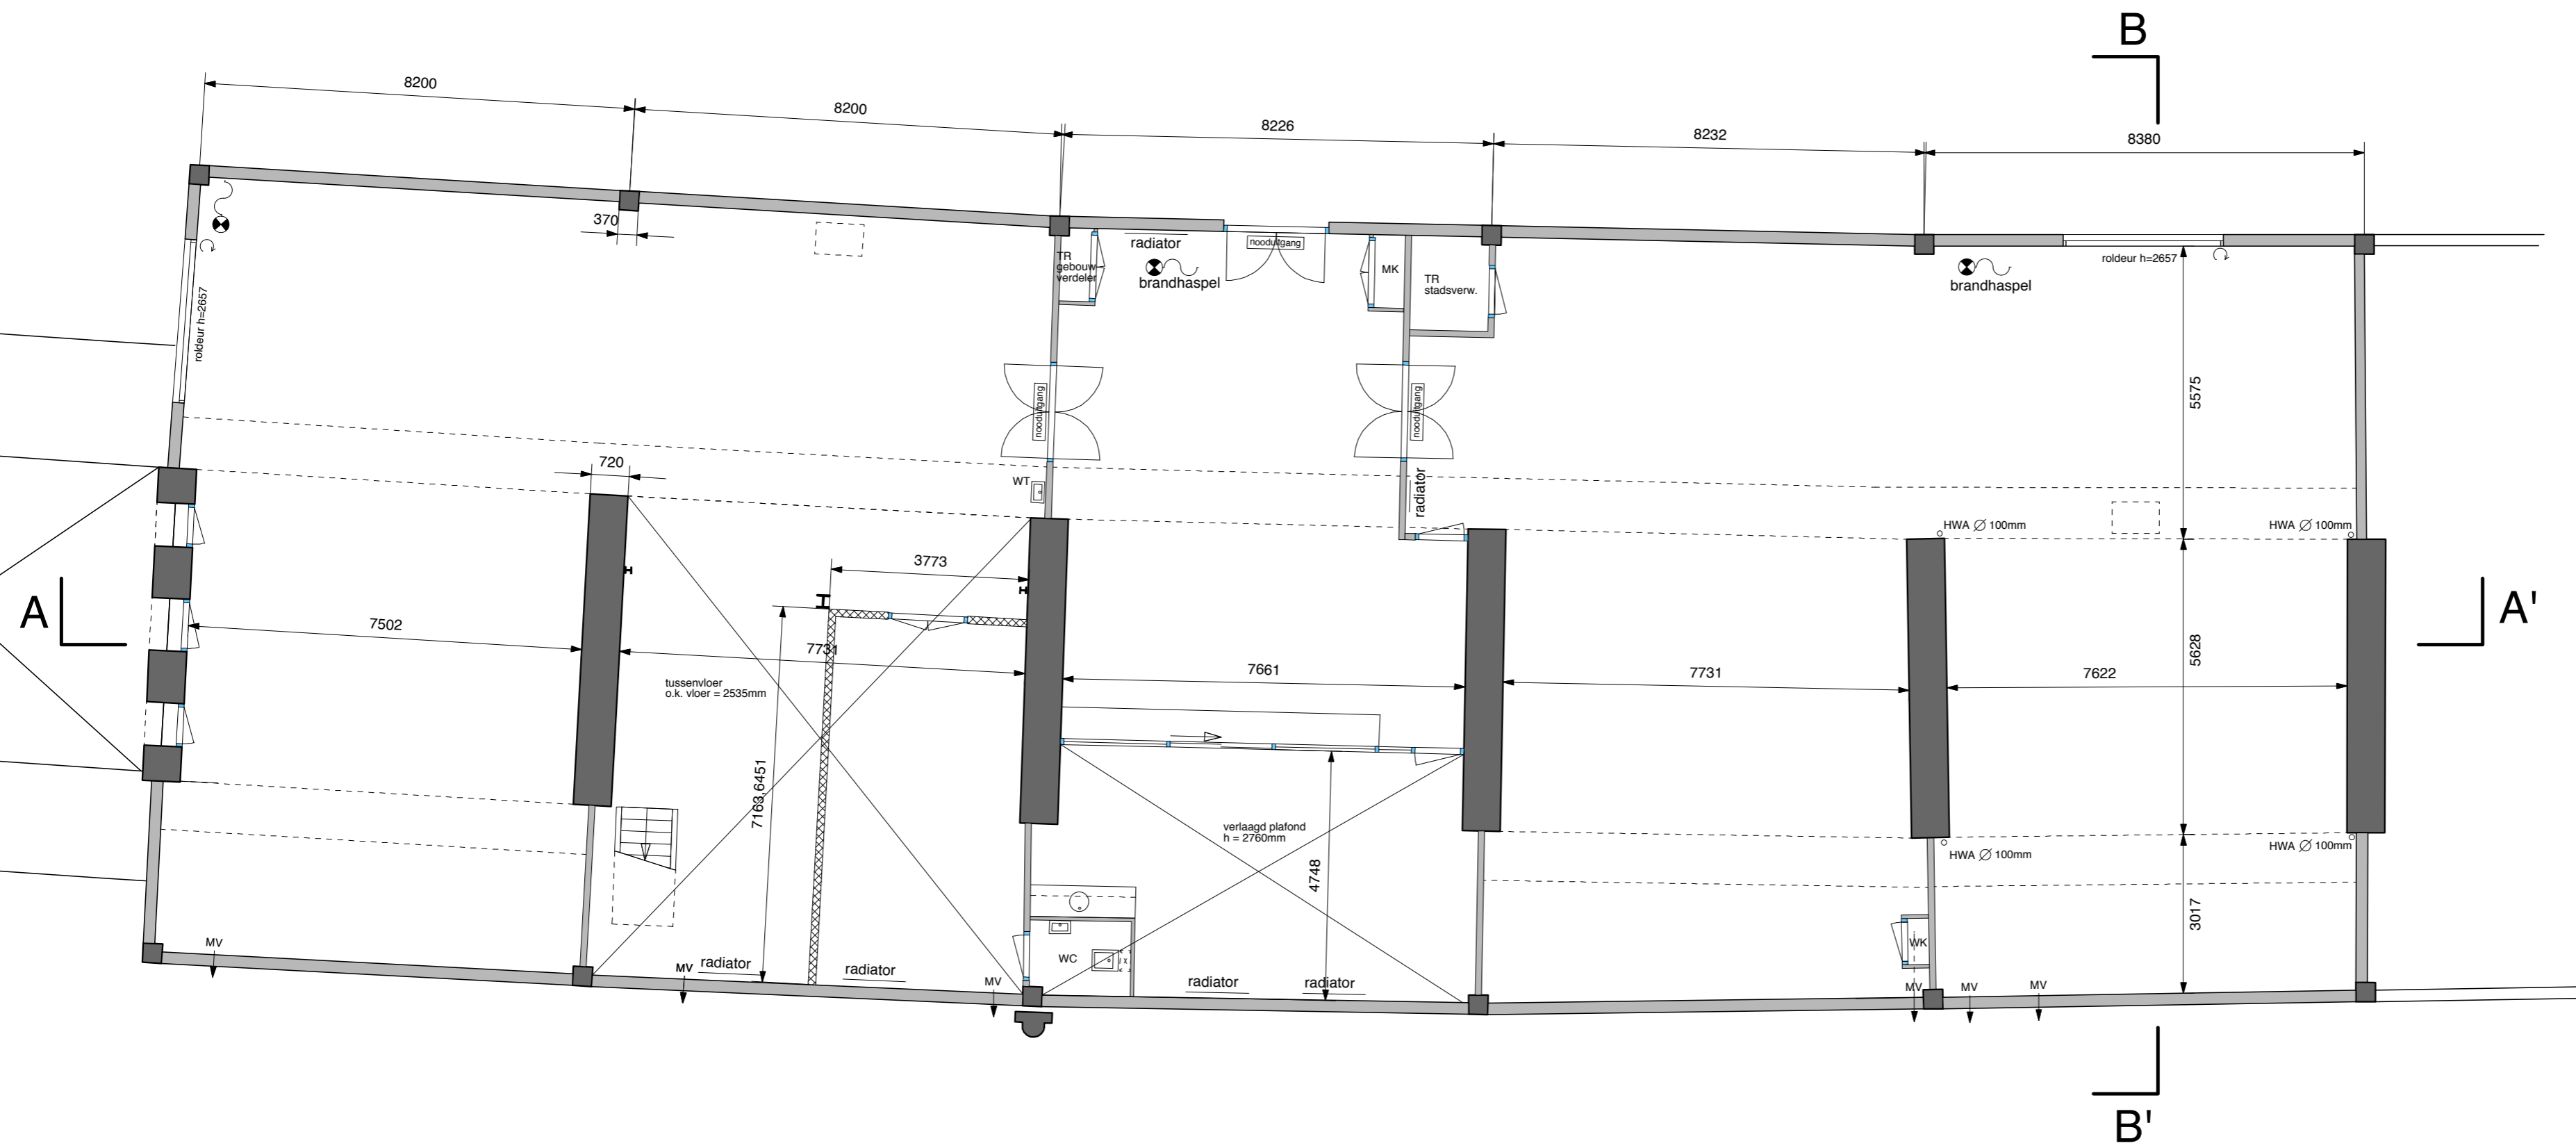 B
8200
8200
8226
8232
8380
370
TR
gebouw-
verdeler
radiator
nooduitgang
brandhaspel
MK
TR
stadsverw.
brandhaspel
roldeur h=2657
roldeur h=2657
5575
nooduitgang
nooduitgang
720
WT
radiator
HWA Ø 100mm
HWA Ø 100mm
3773
A
A'
7502
7731
7661
7731
7622
5628
tussenvloer
o.k. vloer = 2535mm
7163,6451
verlaagd plafond
h = 2760mm
4748
HWA Ø 100mm
HWA Ø 100mm
3017
MV
MV
radiator
radiator
MV
WC
radiator
radiator
WK
MV
MV
MV
B'